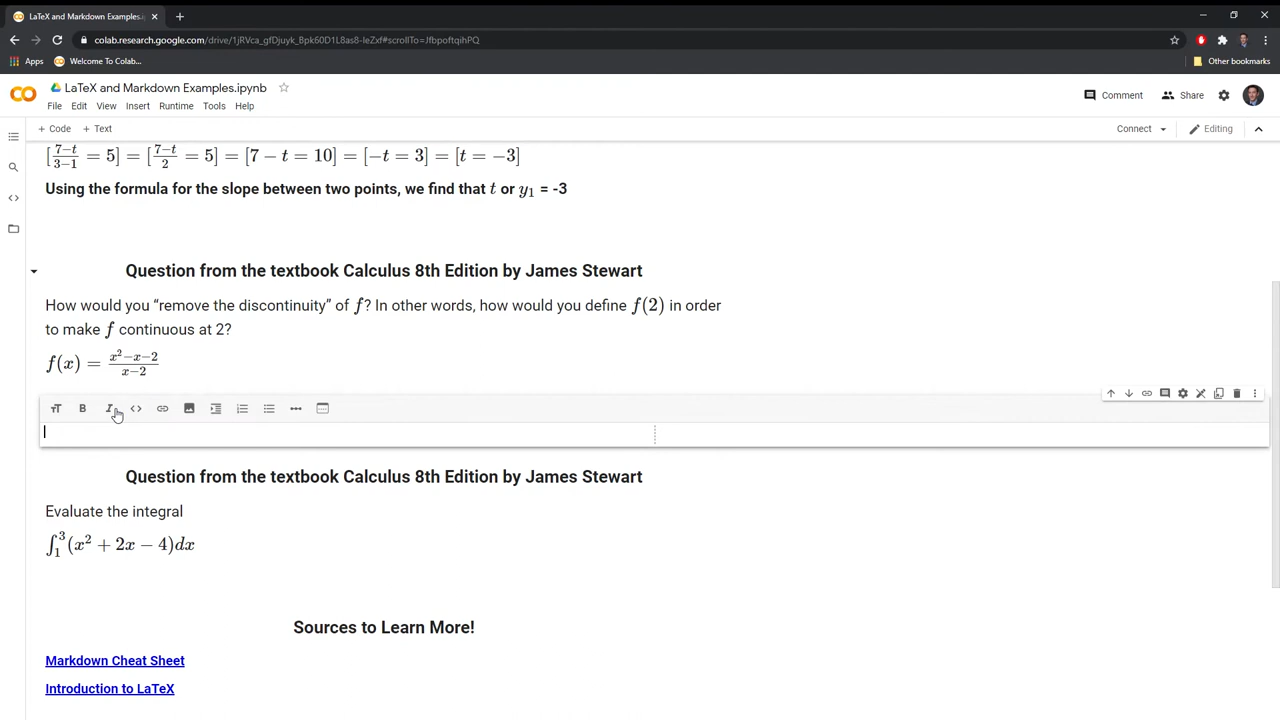 LaTeX and Markdown Examples.i
colab.research.google.com/drive/1jRVca_gfDjuyk_Bpk60D1L8as8-IeZxf#scrollTo=JfbpoftqihPQ
Apps Welcome To Colab... Other bookmarks
LaTeX and Markdown Examples.ipynb
Comment Share
File Edit View Insert Runtime Tools Help
+ Code + Text Connect Editing
[(7−t)/(3−1) = 5] = [(7−t)/2 = 5] = [7 − t = 10] = [−t = 3] = [t = −3]
Using the formula for the slope between two points, we find that t or y₁ = -3
Question from the textbook Calculus 8th Edition by James Stewart
How would you “remove the discontinuity” of f? In other words, how would you define f(2) in order
to make f continuous at 2?
f(x) = (x²−x−2)/(x−2)
B I
Question from the textbook Calculus 8th Edition by James Stewart
Evaluate the integral
∫₁³(x² + 2x − 4)dx
Sources to Learn More!
Markdown Cheat Sheet
Introduction to LaTeX